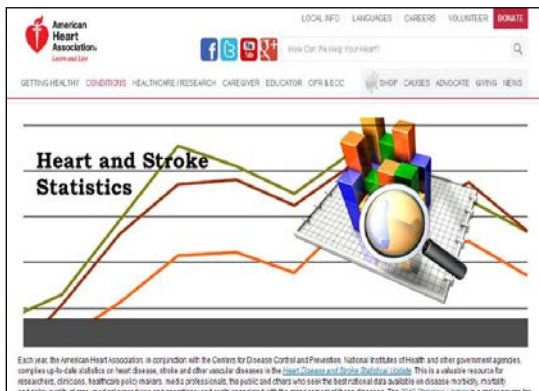 American
Heart
Association®
Learn and Live
LOCAL INFO LANGUAGES CAREERS VOLUNTEER DONATE
How Can We Help Your Heart?
GETTING HEALTHY CONDITIONS HEALTHCARE / RESEARCH CAREGIVER EDUCATOR CPR & ECC SHOP CAUSES ADVOCATE GIVING NEWS
Heart and Stroke
Statistics
Each year, the American Heart Association, in conjunction with the Centers for Disease Control and Prevention, National Institutes of Health and other government agencies,
compiles up-to-date statistics on heart disease, stroke and other vascular diseases in the Heart Disease and Stroke Statistical Update. This is a valuable resource for
researchers, clinicians, healthcare policy makers, media professionals, the public and others who seek the best national data available on disease morbidity, mortality